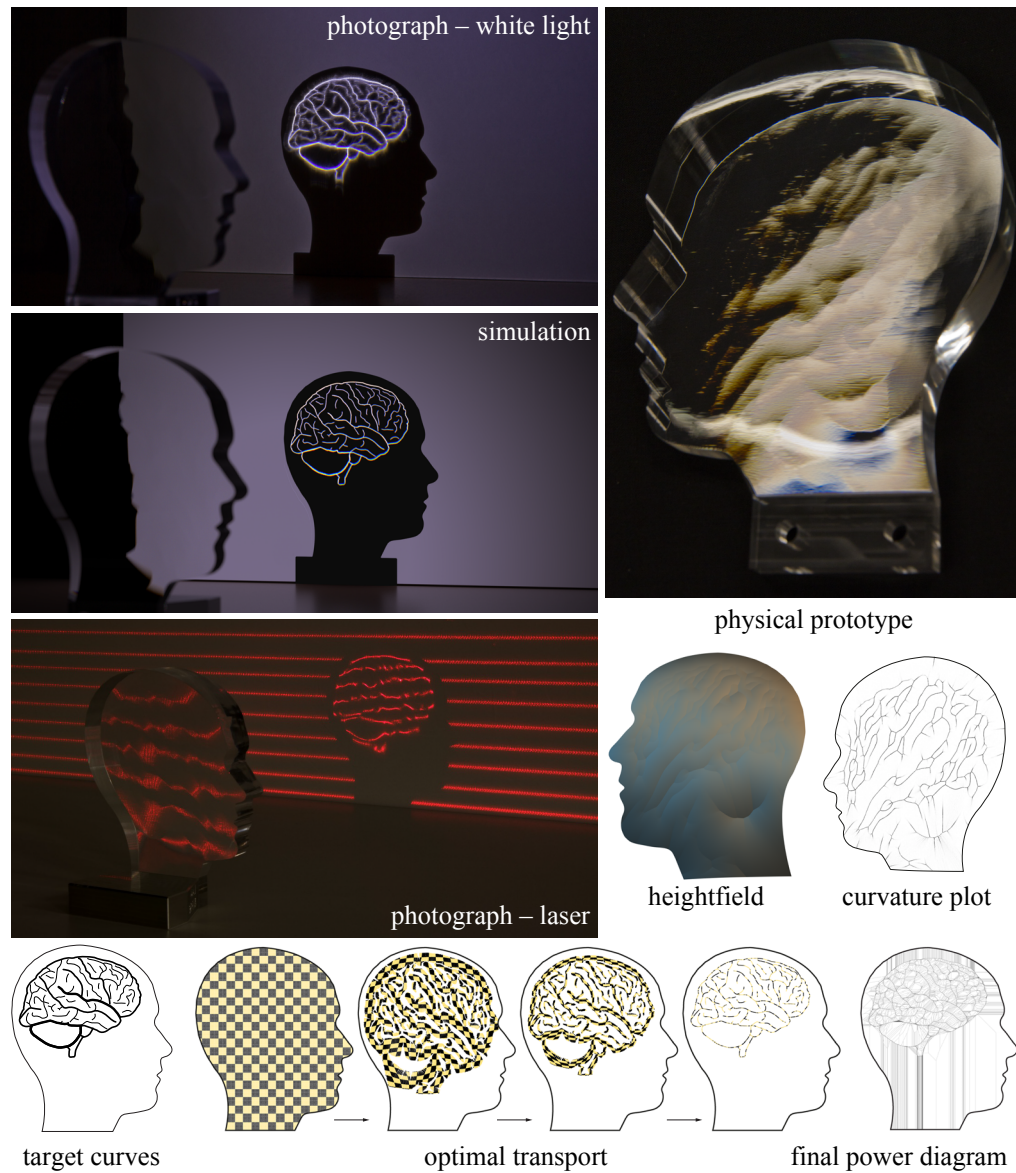 photograph – white light
simulation
physical prototype
photograph – laser
heightfield
curvature plot
target curves
optimal transport
final power diagram